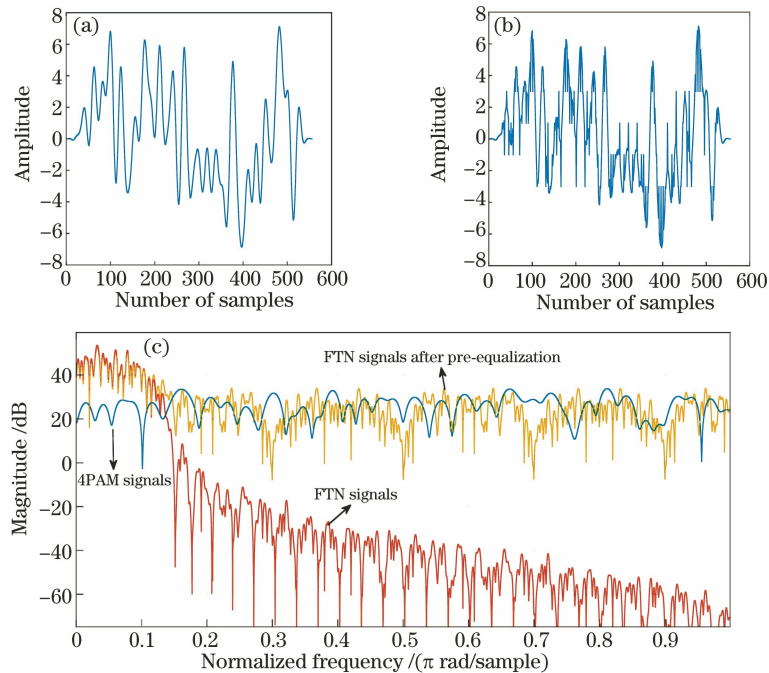 (a)
Amplitude
8
6
4
2
0
−2
−4
−6
−8
0 100 200 300 400 500 600
Number of samples
(b)
Amplitude
8
6
4
2
0
−2
−4
−6
−8
0 100 200 300 400 500 600
Number of samples
(c)
FTN signals after pre-equalization
4PAM signals
FTN signals
Magnitude /dB
40
20
0
−20
−40
−60
0 0.1 0.2 0.3 0.4 0.5 0.6 0.7 0.8 0.9
Normalized frequency /(π rad/sample)